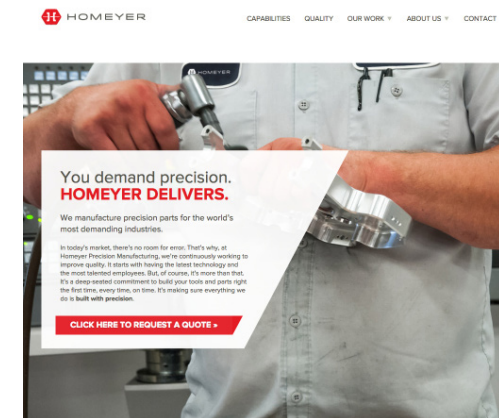 HOMEYER
CAPABILITIES QUALITY OUR WORK ABOUT US CONTACT
HOMEYER
You demand precision.
HOMEYER DELIVERS.
We manufacture precision parts for the world's
most demanding industries.
In today's market, there's no room for error. That's why, at
Homeyer Precision Manufacturing, we're continuously working to
improve quality. It starts with having the latest technology and
the most talented employees. But, of course, it's more than that.
It's a deep-seated commitment to build your tools and parts right
the first time, every time, on time. It's making sure everything we
do is built with precision.
CLICK HERE TO REQUEST A QUOTE »